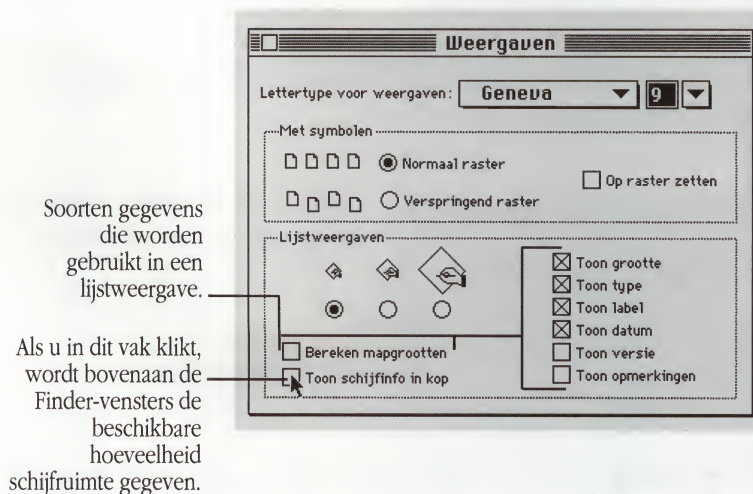 Weergaven
Lettertype voor weergaven: Geneva 9
Met symbolen
Normaal raster
Op raster zetten
Verspringend raster
Lijstweergaven
Toon grootte
Toon type
Toon label
Toon datum
Toon versie
Toon opmerkingen
Bereken mapgrootten
Toon schijfinfo in kop
Soorten gegevens
die worden
gebruikt in een
lijstweergave.
Als u in dit vak klikt,
wordt bovenaan de
Finder-vensters de
beschikbare
hoeveelheid
schijfruimte gegeven.